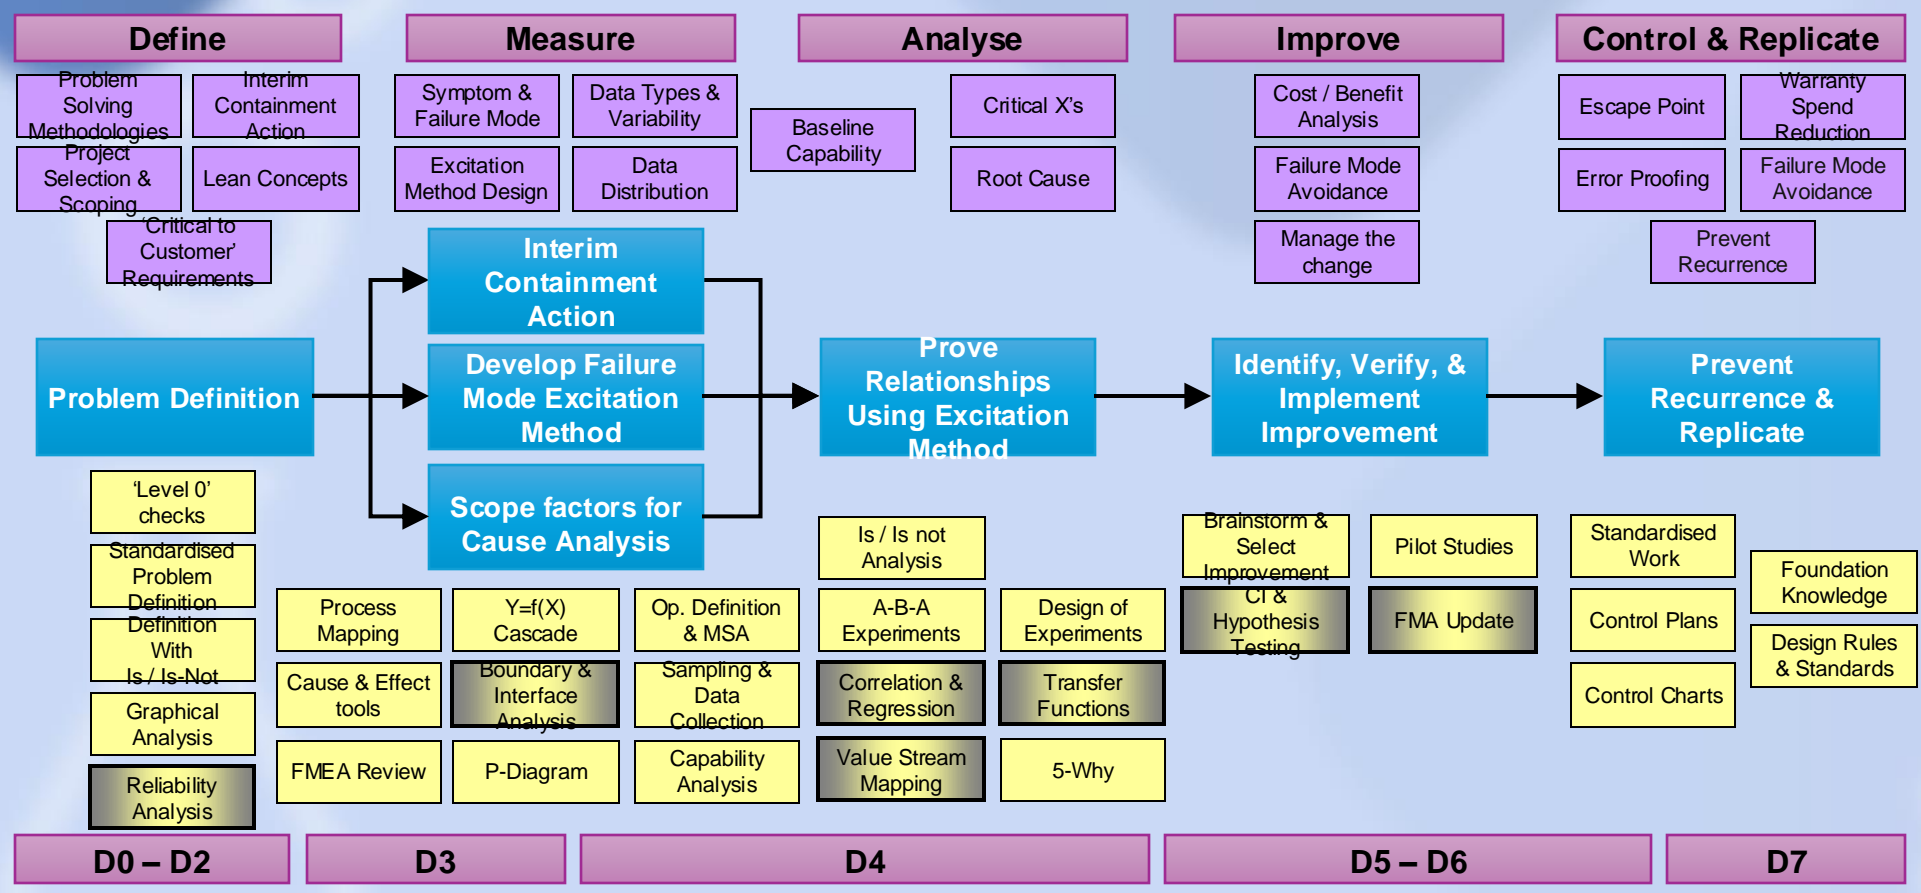 Define
Measure
Analyse
Improve
Control & Replicate
Problem
Solving
Methodologies
Interim
Containment
Action
Project
Selection &
Scoping
Lean Concepts
‘Critical to
Customer’
Requirements
Symptom &
Failure Mode
Data Types &
Variability
Excitation
Method Design
Data
Distribution
Baseline
Capability
Critical X's
Root Cause
Cost / Benefit
Analysis
Failure Mode
Avoidance
Manage the
change
Escape Point
Warranty
Spend
Reduction
Error Proofing
Failure Mode
Avoidance
Prevent
Recurrence
Problem Definition
Interim
Containment
Action
Develop Failure
Mode Excitation
Method
Scope factors for
Cause Analysis
Prove
Relationships
Using Excitation
Method
Identify, Verify, &
Implement
Improvement
Prevent
Recurrence &
Replicate
‘Level 0’
checks
Standardised
Problem
Definition
Definition
With
Is / Is-Not
Graphical
Analysis
Reliability
Analysis
Process
Mapping
Y=f(X)
Cascade
Op. Definition
& MSA
Cause & Effect
tools
Boundary &
Interface
Analysis
Sampling &
Data
Collection
FMEA Review
P-Diagram
Capability
Analysis
Is / Is not
Analysis
A-B-A
Experiments
Design of
Experiments
Correlation &
Regression
Transfer
Functions
Value Stream
Mapping
5-Why
Brainstorm &
Select
Improvement
Pilot Studies
CI &
Hypothesis
Testing
FMA Update
Standardised
Work
Foundation
Knowledge
Control Plans
Design Rules
& Standards
Control Charts
D0 – D2
D3
D4
D5 – D6
D7